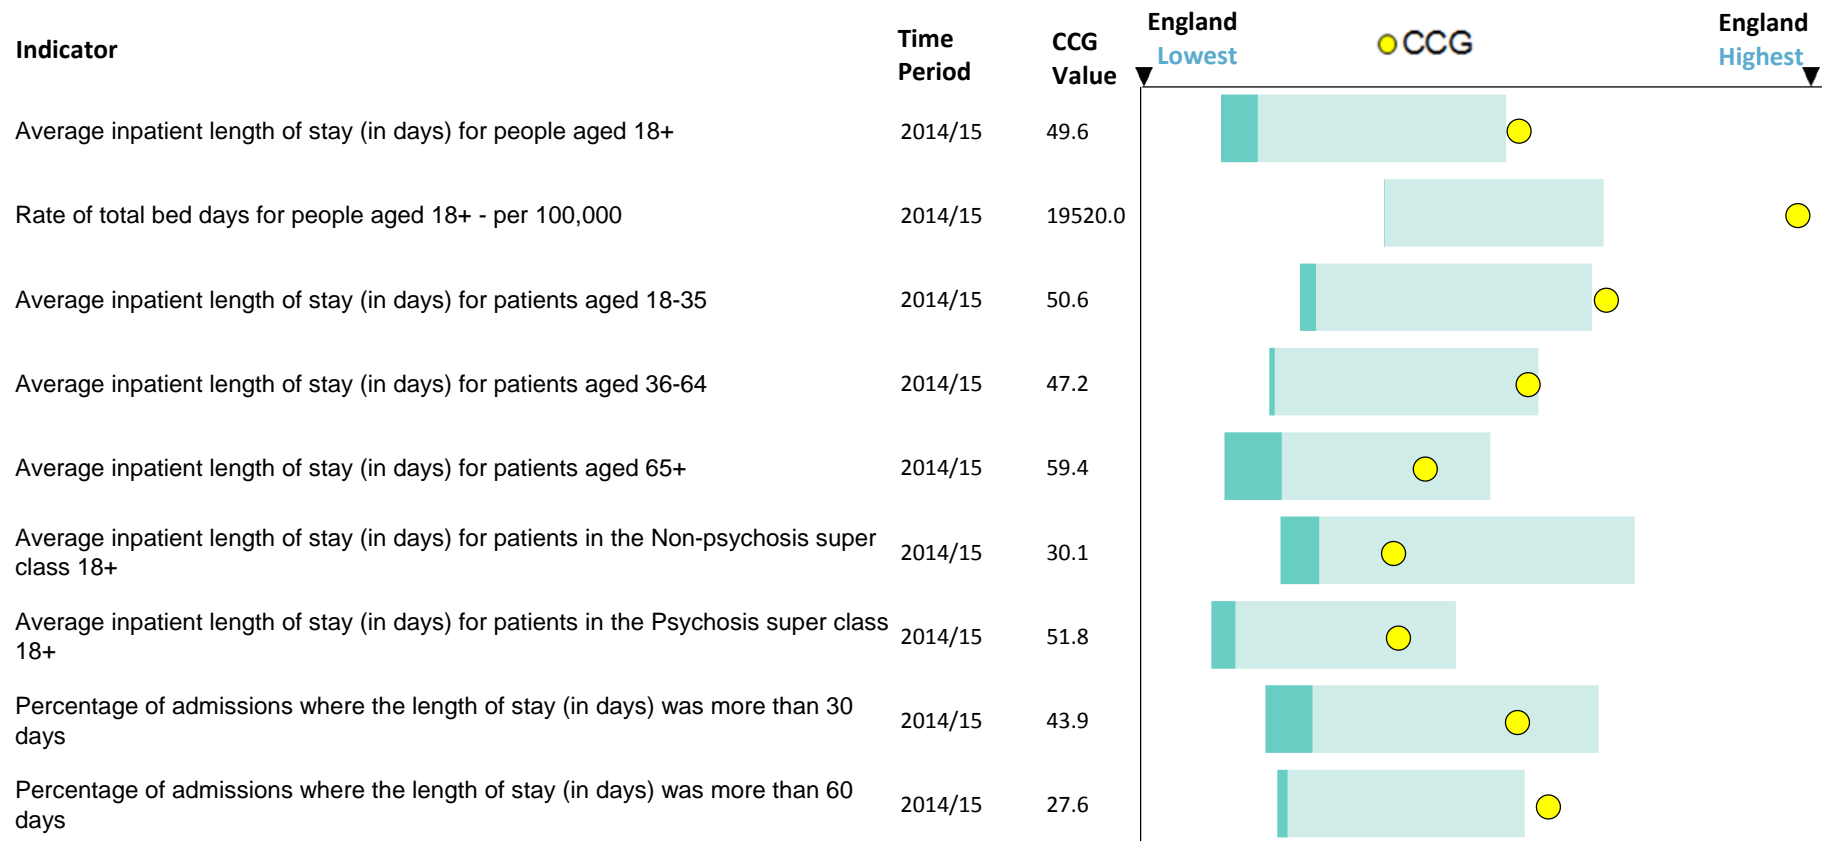 Indicator
Time
Period
CCG
Value
England
Lowest
CCG
England
Highest
Average inpatient length of stay (in days) for people aged 18+ 2014/15 49.6
Rate of total bed days for people aged 18+ - per 100,000 2014/15 19520.0
Average inpatient length of stay (in days) for patients aged 18-35 2014/15 50.6
Average inpatient length of stay (in days) for patients aged 36-64 2014/15 47.2
Average inpatient length of stay (in days) for patients aged 65+ 2014/15 59.4
Average inpatient length of stay (in days) for patients in the Non-psychosis super
class 18+
2014/15 30.1
Average inpatient length of stay (in days) for patients in the Psychosis super class
18+
2014/15 51.8
Percentage of admissions where the length of stay (in days) was more than 30
days
2014/15 43.9
Percentage of admissions where the length of stay (in days) was more than 60
days
2014/15 27.6